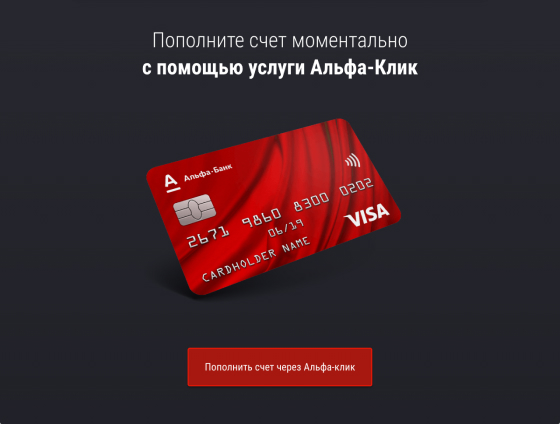 Пополните счет моментально
с помощью услуги Альфа-Клик
Альфа-Банк
2671 9860 8300 0202
06/19
VISA
CARDHOLDER NAME
Пополнить счет через Альфа-клик